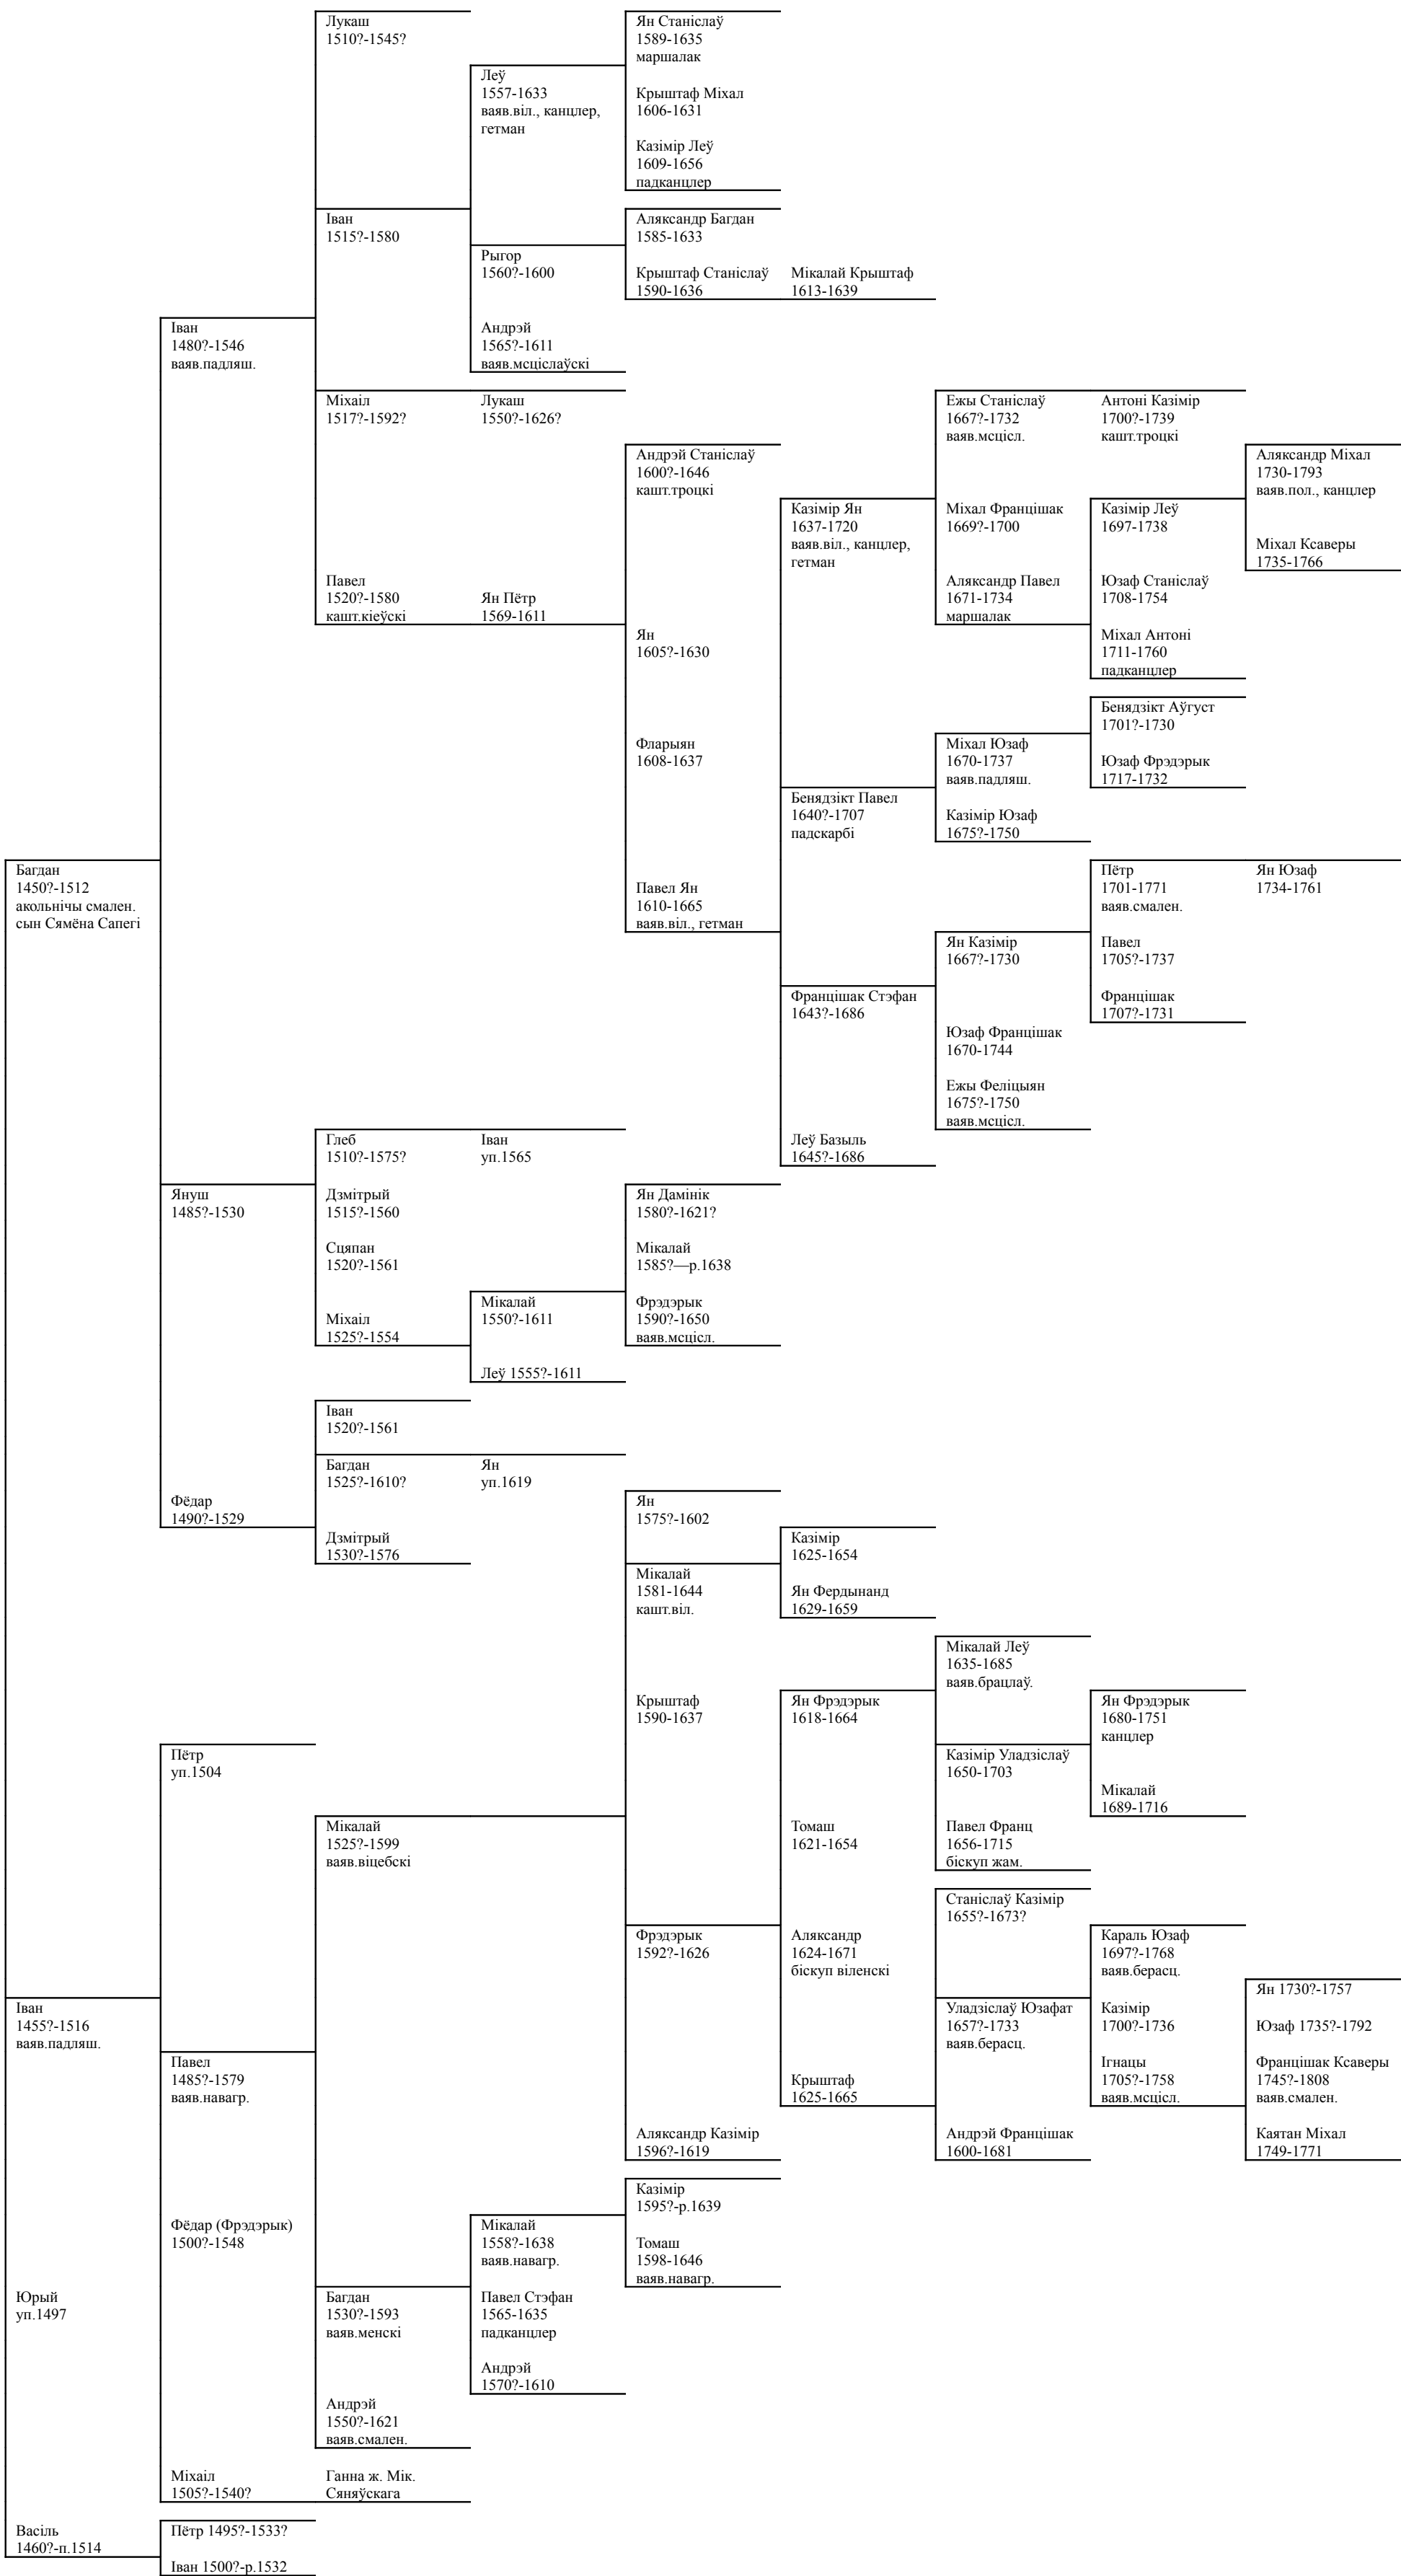 Лукаш
1510?-1545?
Ян Станіслаў
1589-1635
маршалак
Леў
1557-1633
ваяв.віл., канцлер,
гетман
Крыштаф Міхал
1606-1631
Казімір Леў
1609-1656
падканцлер
Іван
1515?-1580
Аляксандр Багдан
1585-1633
Рыгор
1560?-1600
Крыштаф Станіслаў
1590-1636
Мікалай Крыштаф
1613-1639
Іван
1480?-1546
ваяв.падляш.
Андрэй
1565?-1611
ваяв.мсціслаўскі
Міхаіл
1517?-1592?
Лукаш
1550?-1626?
Ежы Станіслаў
1667?-1732
ваяв.мсцісл.
Антоні Казімір
1700?-1739
кашт.троцкі
Андрэй Станіслаў
1600?-1646
кашт.троцкі
Аляксандр Міхал
1730-1793
ваяв.пол., канцлер
Казімір Ян
1637-1720
ваяв.віл., канцлер,
гетман
Міхал Францішак
1669?-1700
Казімір Леў
1697-1738
Міхал Ксаверы
1735-1766
Павел
1520?-1580
кашт.кіеўскі
Ян Пётр
1569-1611
Аляксандр Павел
1671-1734
маршалак
Юзаф Станіслаў
1708-1754
Ян
1605?-1630
Міхал Антоні
1711-1760
падканцлер
Бенядзікт Аўгуст
1701?-1730
Фларыян
1608-1637
Міхал Юзаф
1670-1737
ваяв.падляш.
Юзаф Фрэдэрык
1717-1732
Бенядзікт Павел
1640?-1707
падскарбі
Казімір Юзаф
1675?-1750
Багдан
1450?-1512
акольнічы смален.
сын Сямёна Сапегі
Пётр
1701-1771
ваяв.смален.
Ян Юзаф
1734-1761
Павел Ян
1610-1665
ваяв.віл., гетман
Ян Казімір
1667?-1730
Павел
1705?-1737
Францішак Стэфан
1643?-1686
Францішак
1707?-1731
Юзаф Францішак
1670-1744
Ежы Феліцыян
1675?-1750
ваяв.мсцісл.
Глеб
1510?-1575?
Іван
уп.1565
Леў Базыль
1645?-1686
Януш
1485?-1530
Дзмітрый
1515?-1560
Ян Дамінік
1580?-1621?
Сцяпан
1520?-1561
Мікалай
1585?—р.1638
Міхаіл
1525?-1554
Мікалай
1550?-1611
Фрэдэрык
1590?-1650
ваяв.мсцісл.
Леў 1555?-1611
Іван
1520?-1561
Багдан
1525?-1610?
Ян
уп.1619
Фёдар
1490?-1529
Ян
1575?-1602
Дзмітрый
1530?-1576
Казімір
1625-1654
Мікалай
1581-1644
кашт.віл.
Ян Фердынанд
1629-1659
Мікалай Леў
1635-1685
ваяв.брацлаў.
Крыштаф
1590-1637
Ян Фрэдэрык
1618-1664
Ян Фрэдэрык
1680-1751
канцлер
Пётр
уп.1504
Казімір Уладзіслаў
1650-1703
Мікалай
1689-1716
Мікалай
1525?-1599
ваяв.віцебскі
Томаш
1621-1654
Павел Франц
1656-1715
біскуп жам.
Станіслаў Казімір
1655?-1673?
Фрэдэрык
1592?-1626
Аляксандр
1624-1671
біскуп віленскі
Караль Юзаф
1697?-1768
ваяв.берасц.
Ян 1730?-1757
Іван
1455?-1516
ваяв.падляш.
Уладзіслаў Юзафат
1657?-1733
ваяв.берасц.
Казімір
1700?-1736
Юзаф 1735?-1792
Павел
1485?-1579
ваяв.навагр.
Ігнацы
1705?-1758
ваяв.мсцісл.
Францішак Ксаверы
1745?-1808
ваяв.смален.
Крыштаф
1625-1665
Аляксандр Казімір
1596?-1619
Андрэй Францішак
1600-1681
Каятан Міхал
1749-1771
Казімір
1595?-р.1639
Фёдар (Фрэдэрык)
1500?-1548
Мікалай
1558?-1638
ваяв.навагр.
Томаш
1598-1646
ваяв.навагр.
Юрый
уп.1497
Багдан
1530?-1593
ваяв.менскі
Павел Стэфан
1565-1635
падканцлер
Андрэй
1570?-1610
Андрэй
1550?-1621
ваяв.смален.
Міхаіл
1505?-1540?
Ганна ж. Мік.
Сяняўскага
Васіль
1460?-п.1514
Пётр 1495?-1533?
Іван 1500?-р.1532